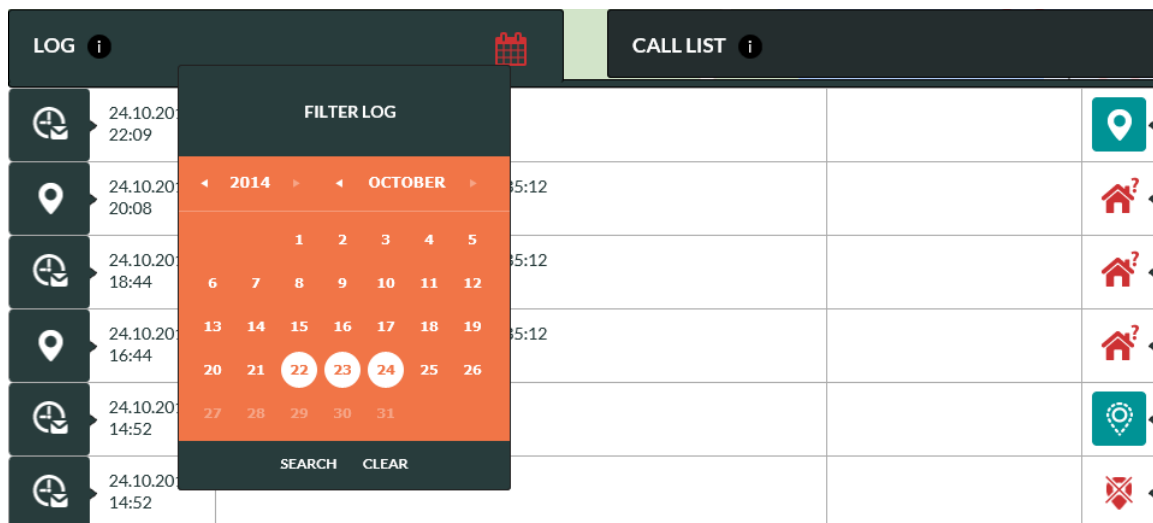 LOG i
CALL LIST i
FILTER LOG
2014 OCTOBER
1 2 3 4 5
6 7 8 9 10 11 12
13 14 15 16 17 18 19
20 21 22 23 24 25 26
27 28 29 30 31
SEARCH CLEAR
24.10.20
22:09
24.10.20
20:08
35:12
?
24.10.20
18:44
35:12
?
24.10.20
16:44
35:12
?
24.10.20
14:52
24.10.20
14:52